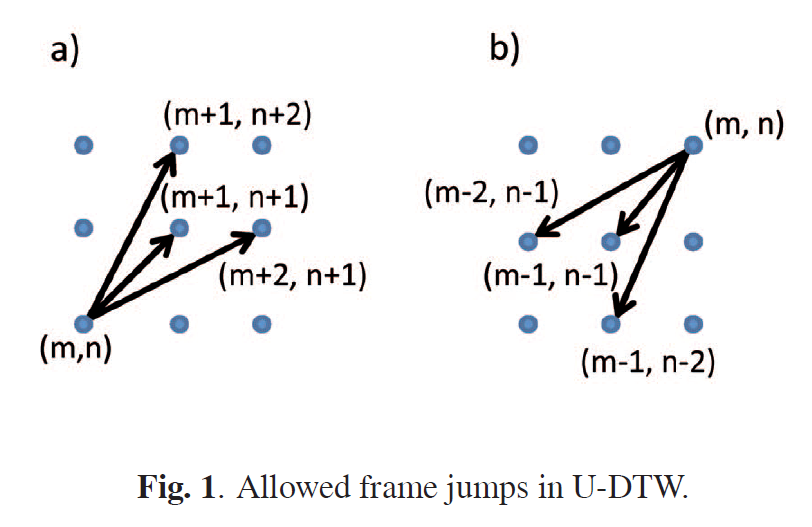 a)
(m+1, n+2)
(m+1, n+1)
(m+2, n+1)
(m,n)
b)
(m, n)
(m-2, n-1)
(m-1, n-1)
(m-1, n-2)
Fig. 1. Allowed frame jumps in U-DTW.